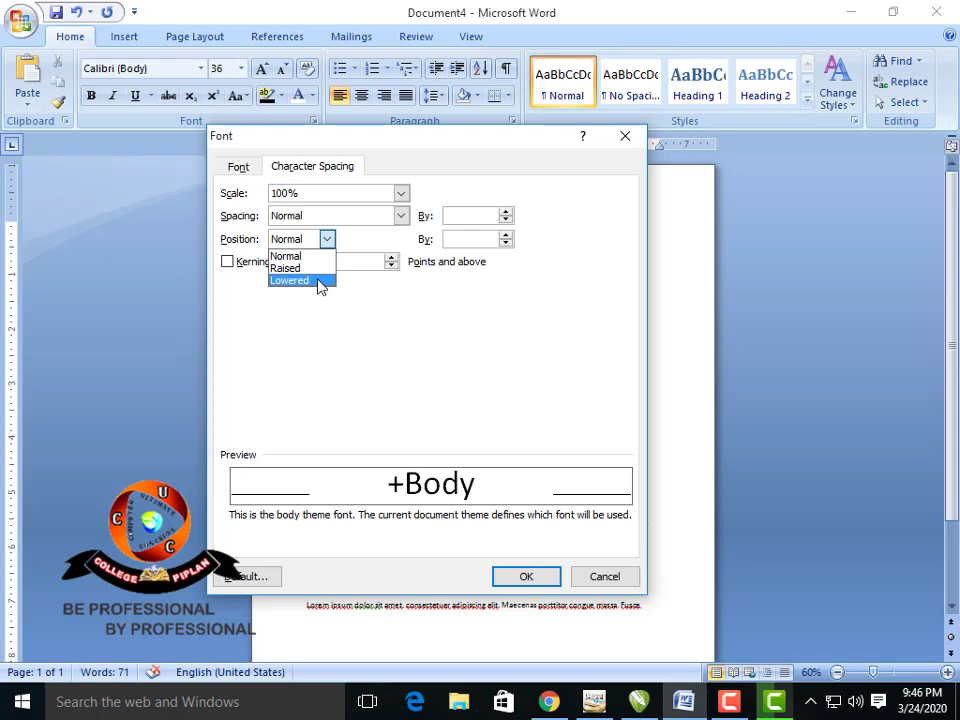 Document4 - Microsoft Word
Home Insert Page Layout References Mailings Review View
Calibri (Body) 36
AaBbCcDc AaBbCcDc AaBbCc AaBbCc
Paste
¶ Normal ¶ No Spaci... Heading 1 Heading 2
Change Styles
Find
Replace
Select
Clipboard Font Paragraph Styles Editing
Font
Font Character Spacing
Scale: 100%
Spacing: Normal By:
Position: Normal By:
Normal
Raised
Lowered
Kerning Points and above
Preview
+Body
This is the body theme font. The current document theme defines which font will be used.
OK Cancel
U C C
ULTIMATE
COLLEGE PIPLAN
BE PROFESSIONAL
BY PROFESSIONAL
Lorem ipsum dolor sit amet, consectetuer adipiscing elit. Maecenas porttitor congue massa. Fusce.
Page: 1 of 1 Words: 71 English (United States) 60%
Search the web and Windows
9:46 PM
3/24/2020